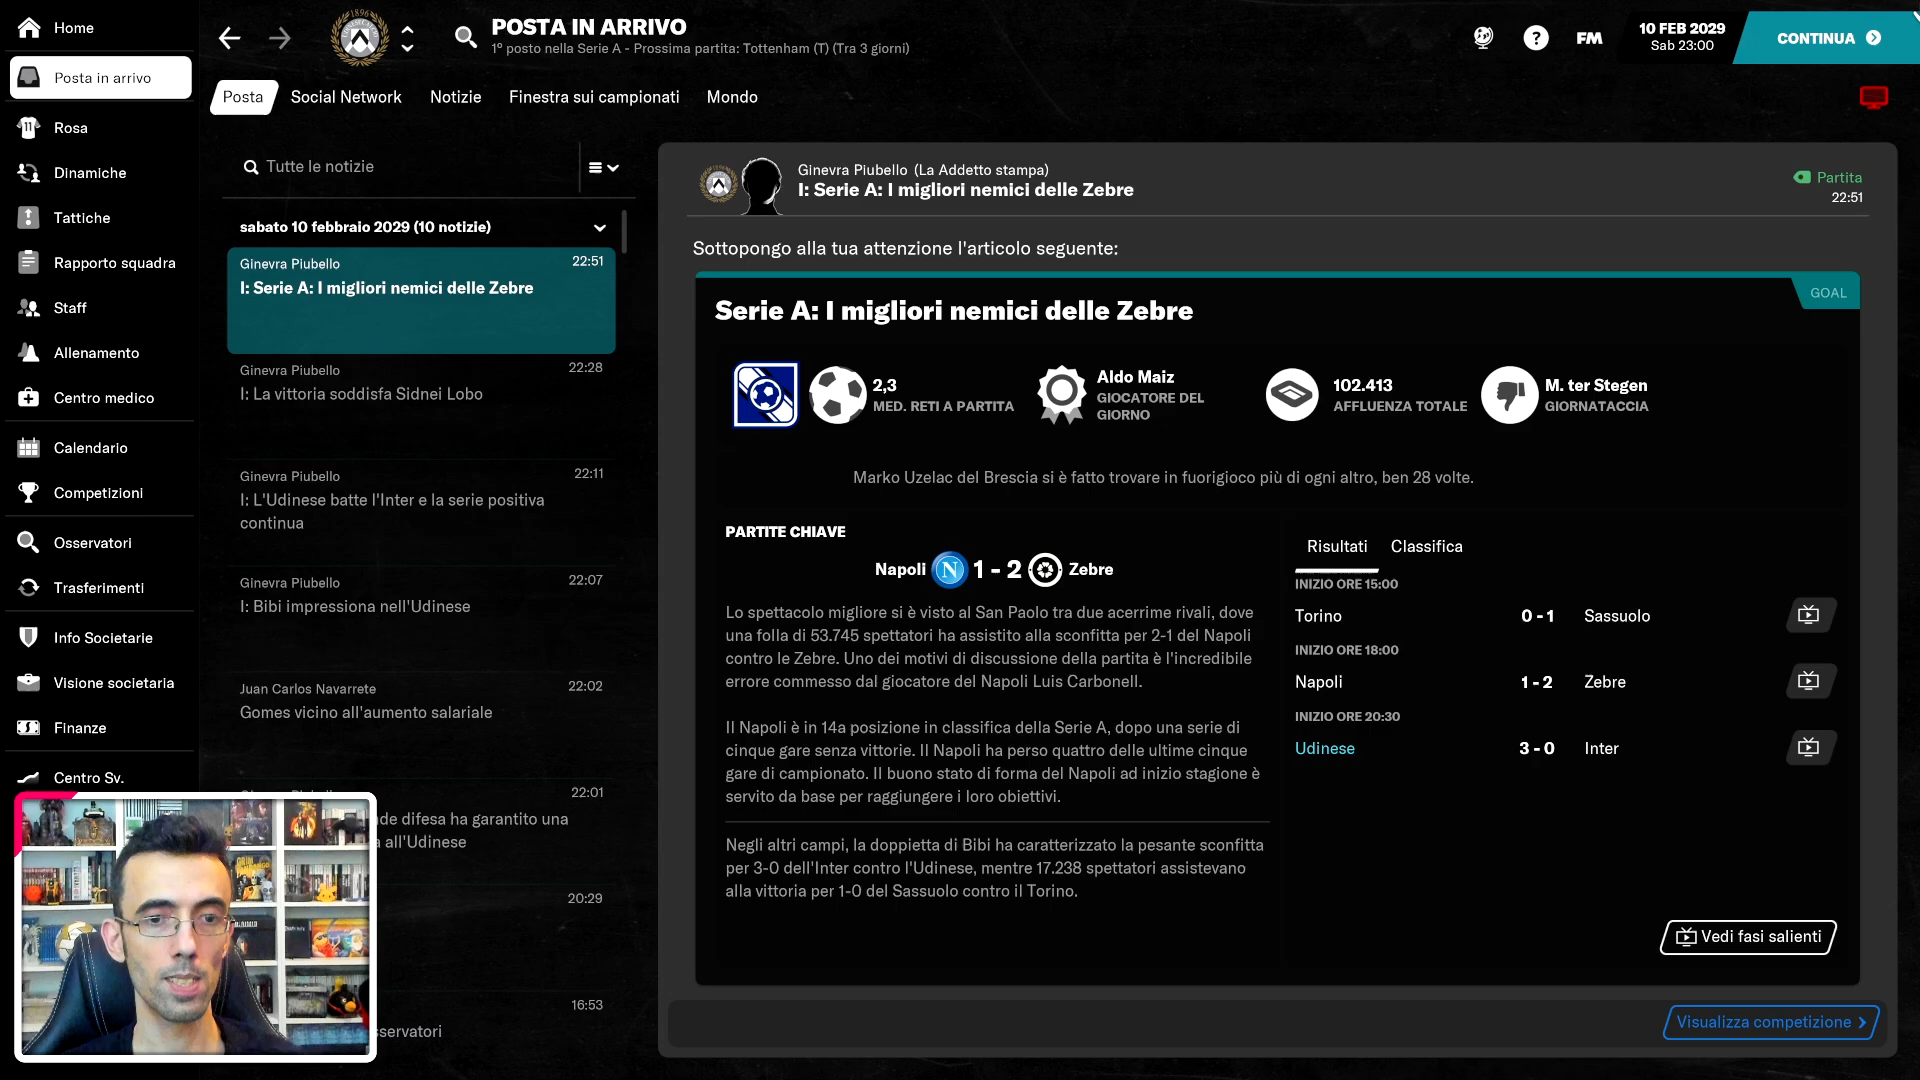 Home
Posta in arrivo
Rosa
Dinamiche
Tattiche
Rapporto squadra
Staff
Allenamento
Centro medico
Calendario
Competizioni
Osservatori
Trasferimenti
Info Societarie
Visione societaria
Finanze
Centro Sv.
1896
POSTA IN ARRIVO
1° posto nella Serie A - Prossima partita: Tottenham (T) (Tra 3 giorni)
?
FM
10 FEB 2029
Sab 23:00
CONTINUA
Posta
Social Network
Notizie
Finestra sui campionati
Mondo
Tutte le notizie
sabato 10 febbraio 2029 (10 notizie)
Ginevra Piubello 22:51
I: Serie A: I migliori nemici delle Zebre
Ginevra Piubello 22:28
I: La vittoria soddisfa Sidnei Lobo
Ginevra Piubello 22:11
I: L'Udinese batte l'Inter e la serie positiva
continua
Ginevra Piubello 22:07
I: Bibi impressiona nell'Udinese
Juan Carlos Navarrete 22:02
Gomes vicino all'aumento salariale
22:01
nde difesa ha garantito una
all'Udinese
20:29
16:53
sservatori
Ginevra Piubello (La Addetto stampa)
I: Serie A: I migliori nemici delle Zebre
Partita
22:51
Sottopongo alla tua attenzione l'articolo seguente:
GOAL
Serie A: I migliori nemici delle Zebre
2,3
MED. RETI A PARTITA
Aldo Maiz
GIOCATORE DEL
GIORNO
102.413
AFFLUENZA TOTALE
M. ter Stegen
GIORNATACCIA
Marko Uzelac del Brescia si è fatto trovare in fuorigioco più di ogni altro, ben 28 volte.
PARTITE CHIAVE
Napoli N 1 - 2 Zebre
Lo spettacolo migliore si è visto al San Paolo tra due acerrime rivali, dove
una folla di 53.745 spettatori ha assistito alla sconfitta per 2-1 del Napoli
contro le Zebre. Uno dei motivi di discussione della partita è l'incredibile
errore commesso dal giocatore del Napoli Luis Carbonell.
Il Napoli è in 14a posizione in classifica della Serie A, dopo una serie di
cinque gare senza vittorie. Il Napoli ha perso quattro delle ultime cinque
gare di campionato. Il buono stato di forma del Napoli ad inizio stagione è
servito da base per raggiungere i loro obiettivi.
Negli altri campi, la doppietta di Bibi ha caratterizzato la pesante sconfitta
per 3-0 dell'Inter contro l'Udinese, mentre 17.238 spettatori assistevano
alla vittoria per 1-0 del Sassuolo contro il Torino.
Risultati
Classifica
INIZIO ORE 15:00
Torino 0 - 1 Sassuolo
INIZIO ORE 18:00
Napoli 1 - 2 Zebre
INIZIO ORE 20:30
Udinese 3 - 0 Inter
Vedi fasi salienti
Visualizza competizione